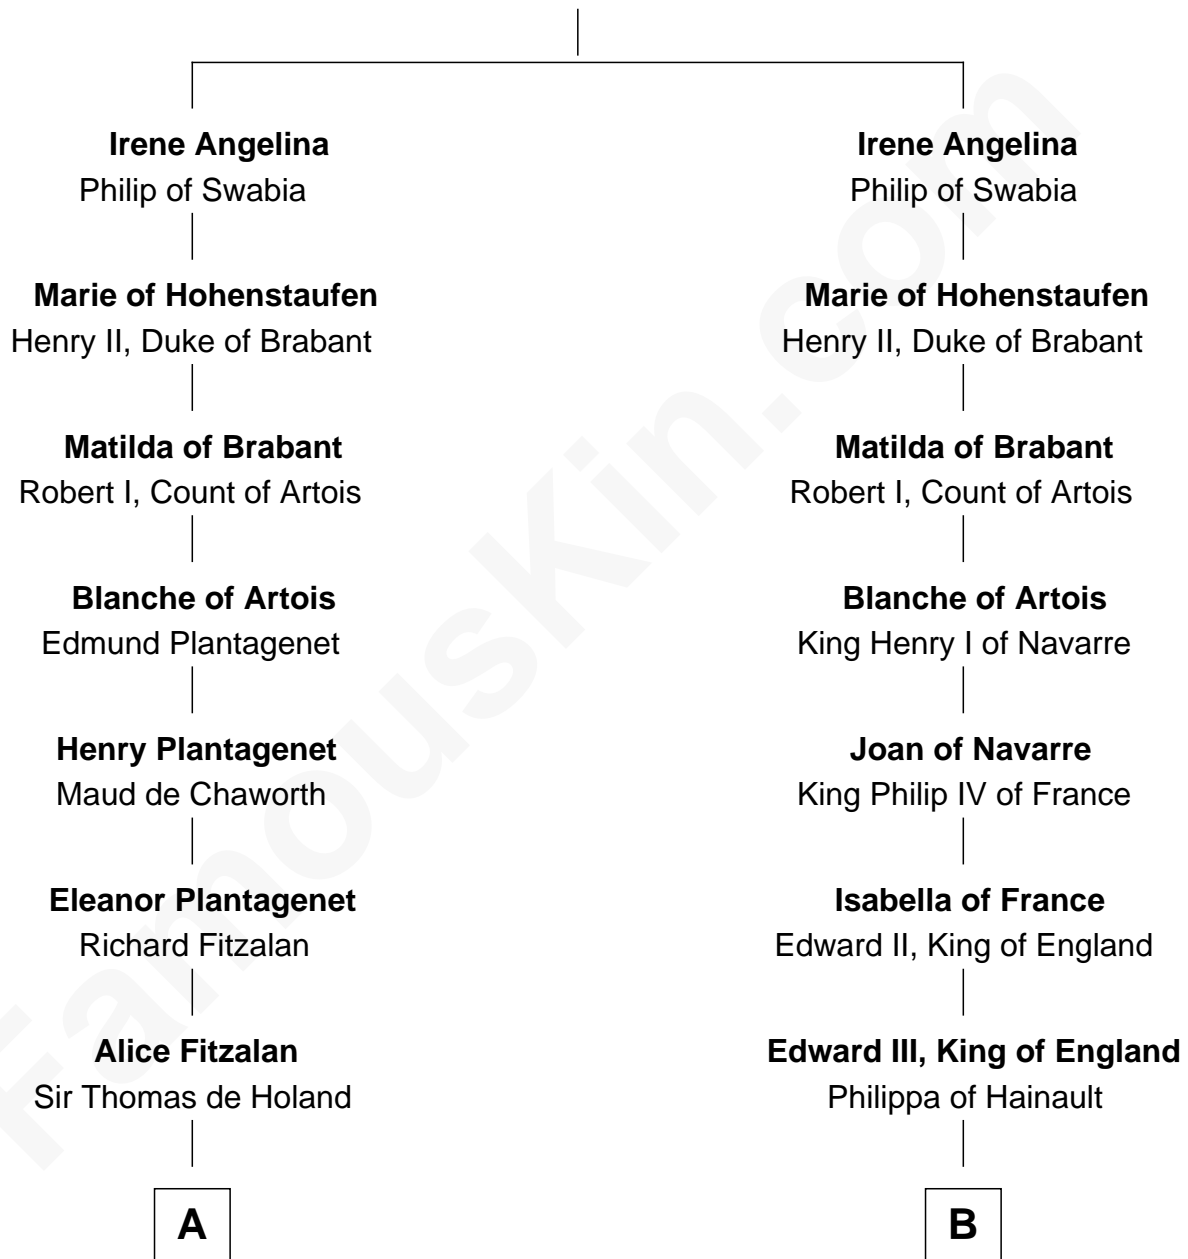 Irene Angelina
Philip of Swabia
Marie of Hohenstaufen
Henry II, Duke of Brabant
Matilda of Brabant
Robert I, Count of Artois
Blanche of Artois
Edmund Plantagenet
Henry Plantagenet
Maud de Chaworth
Eleanor Plantagenet
Richard Fitzalan
Alice Fitzalan
Sir Thomas de Holand
A
Irene Angelina
Philip of Swabia
Marie of Hohenstaufen
Henry II, Duke of Brabant
Matilda of Brabant
Robert I, Count of Artois
Blanche of Artois
King Henry I of Navarre
Joan of Navarre
King Philip IV of France
Isabella of France
Edward II, King of England
Edward III, King of England
Philippa of Hainault
B
FamousKin.com